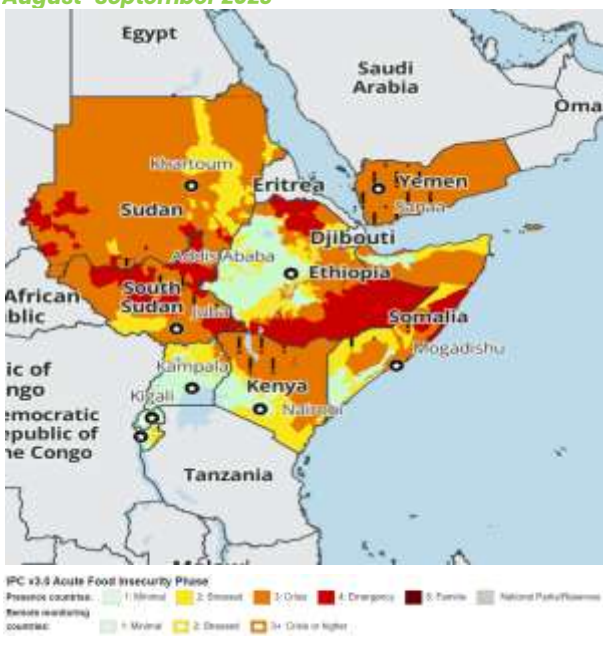 August–September 2023
Egypt
Saudi
Arabia
Oma
Khartoum
Eritrea
Yemen
Sanaa
Sudan
Djibouti
Addis Ababa
Ethiopia
African
blic
South
Sudan
Juba
Somalia
Mogadishu
ic of
ngo
Kampala
Kenya
Kigali
Nairobi
emocratic
epublic of
he Congo
Tanzania
IPC v3.0 Acute Food Insecurity Phase
Presence countries: 1: Minimal 2: Stressed 3: Crisis 4: Emergency 5: Famine National Parks/Reserves
Remote monitoring
countries: 1: Minimal 2: Stressed 3+: Crisis or higher